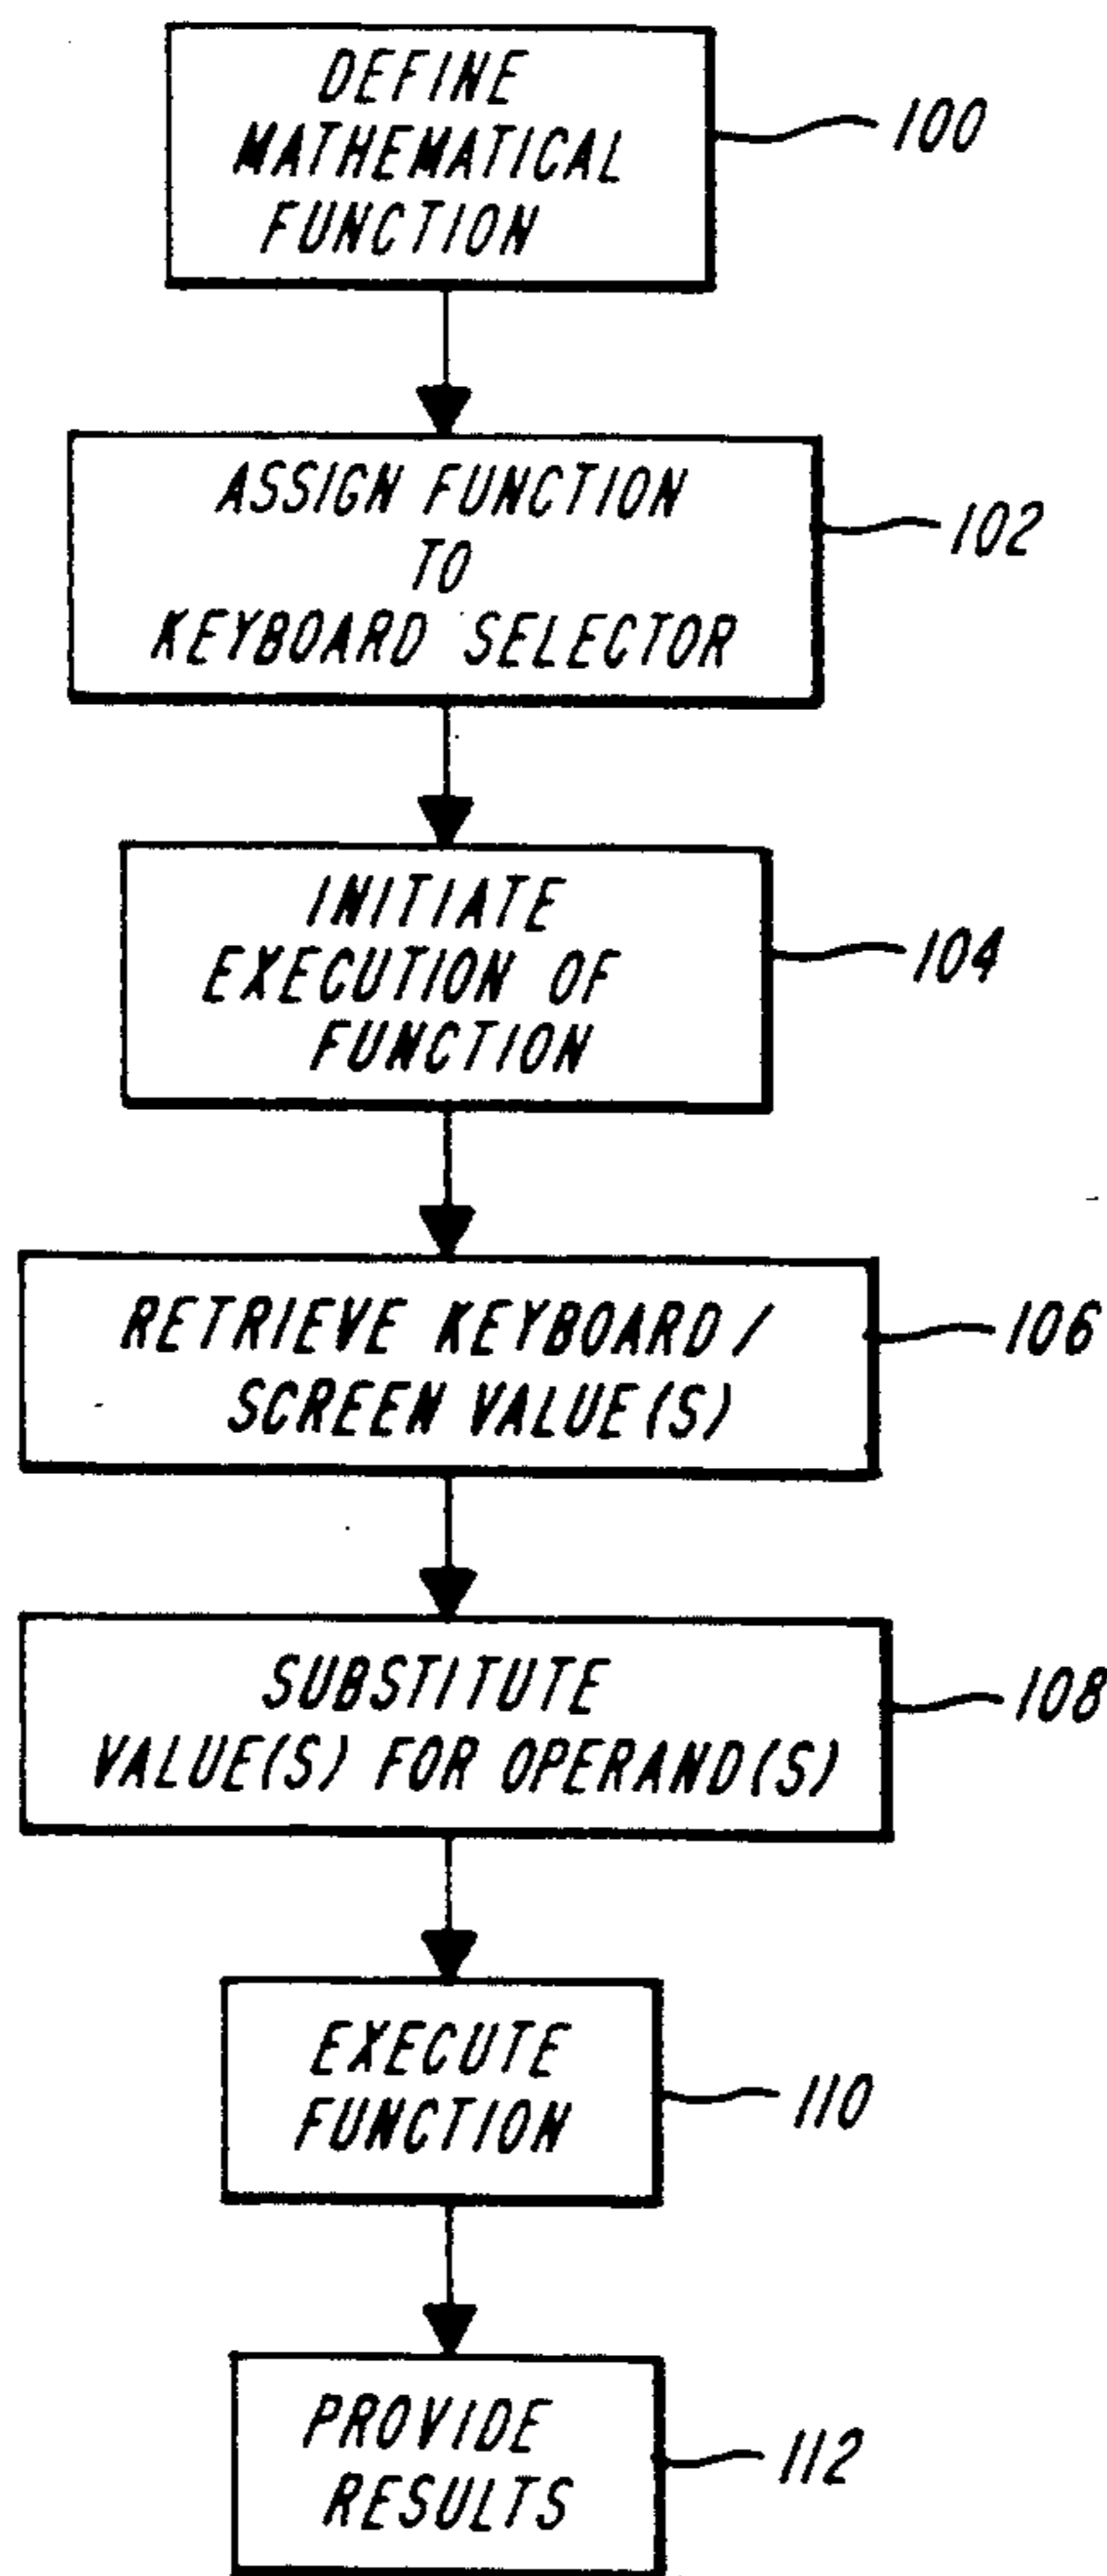 DEFINE
MATHEMATICAL
FUNCTION
100
ASSIGN FUNCTION
TO
KEYBOARD SELECTOR
102
INITIATE
EXECUTION OF
FUNCTION
104
RETRIEVE KEYBOARD/
SCREEN VALUE(S)
106
SUBSTITUTE
VALUE(S) FOR OPERAND(S)
108
EXECUTE
FUNCTION
110
PROVIDE
RESULTS
112